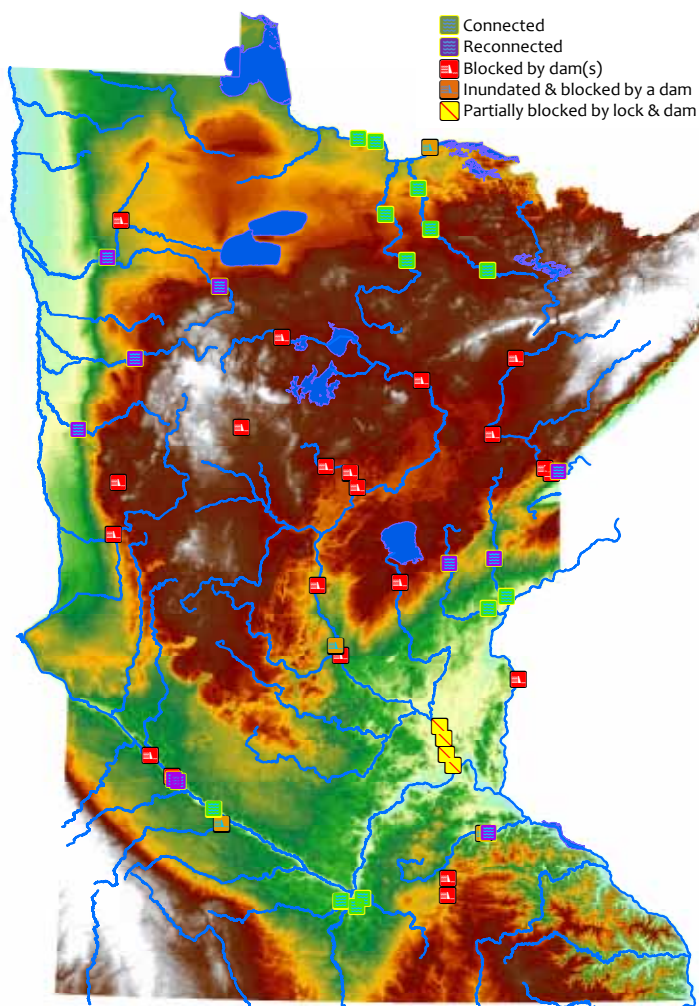 Connected
Reconnected
Blocked by dam(s)
Inundated & blocked by a dam
Partially blocked by lock & dam